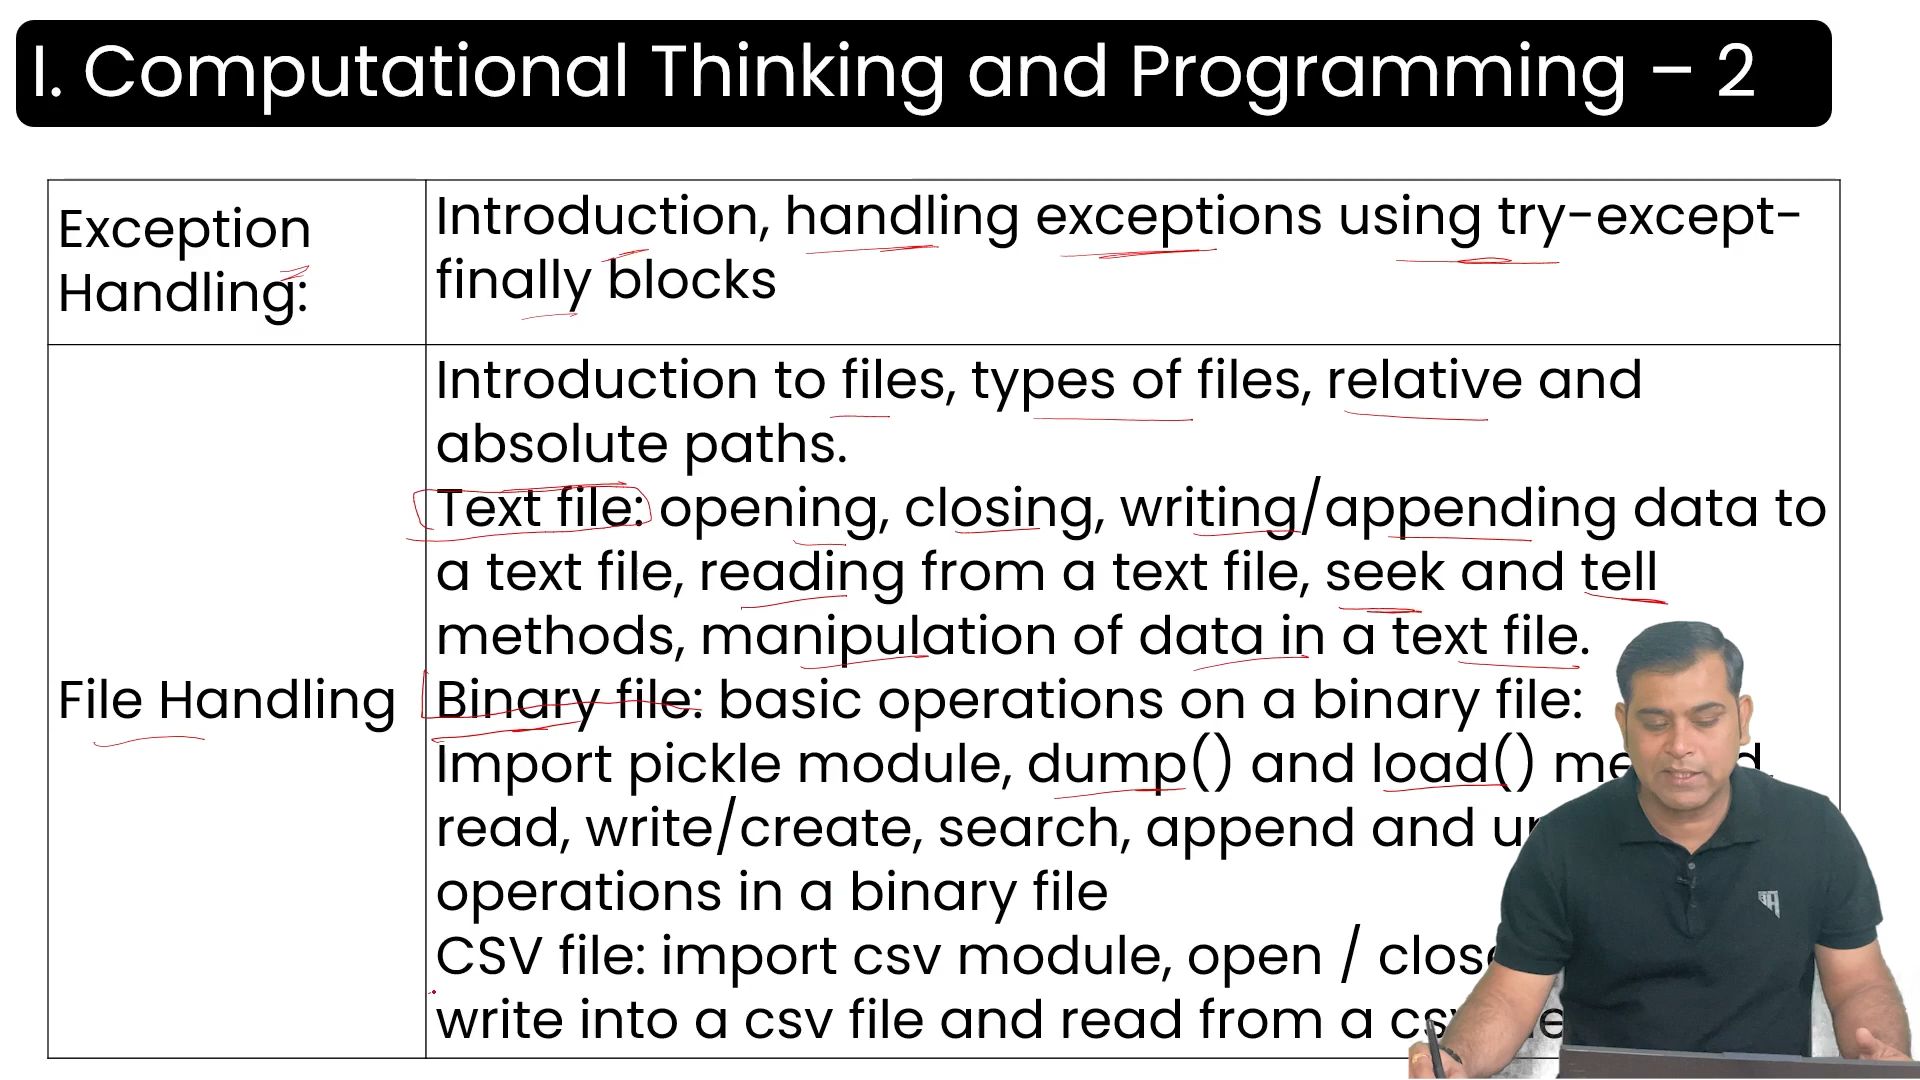 I. Computational Thinking and Programming – 2
Exception
Handling:
Introduction, handling exceptions using try-except-
finally blocks
File Handling
Introduction to files, types of files, relative and
absolute paths.
Text file: opening, closing, writing/appending data to
a text file, reading from a text file, seek and tell
methods, manipulation of data in a text file.
Binary file: basic operations on a binary file:
Import pickle module, dump() and load()
read, write/create, search, append and
operations in a binary file
CSV file: import csv module, open /
write into a csv file and read from a